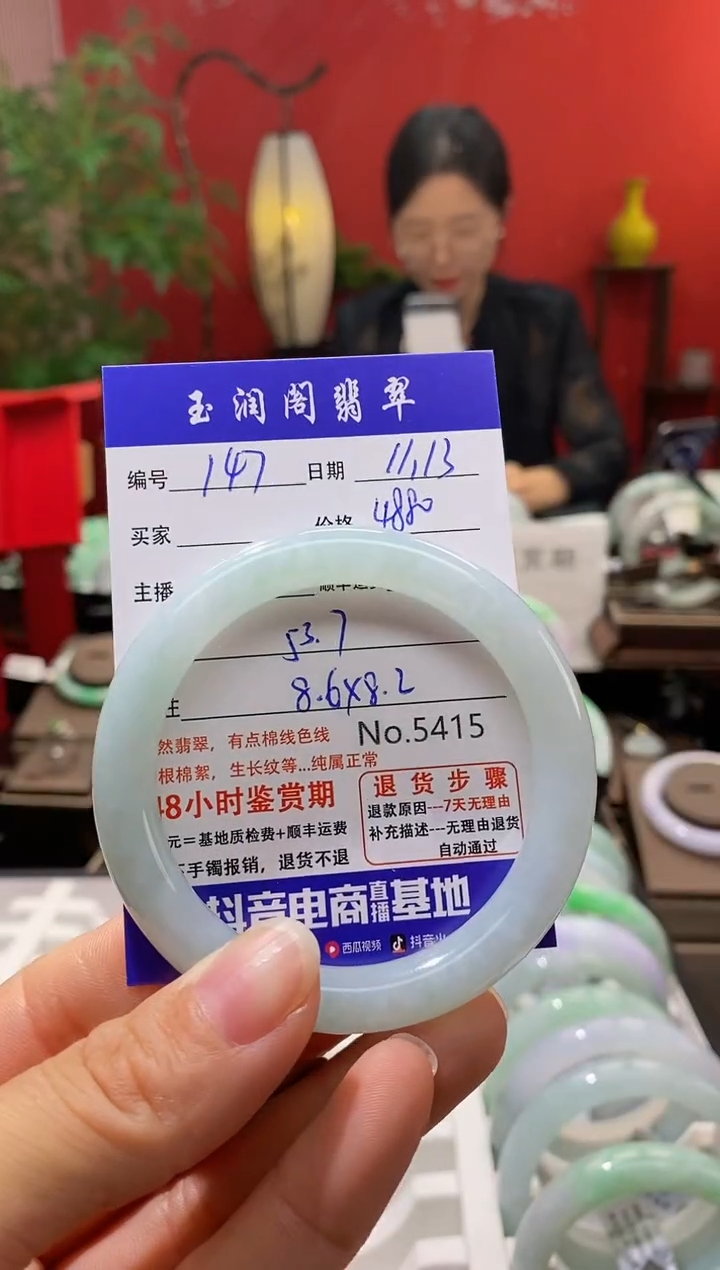 玉润阁翡翠
编号 147 日期 11.13
买家 价格 4880
主播
53.7
8.6x8.2
No.5415
然翡翠，有点棉线色线
根棉絮，生长纹等...纯属正常
48小时鉴赏期
元＝基地质检费+顺丰运费
手镯报销，退货不退
退货步骤
退款原因---7天无理由
补充描述---无理由退货
自动通过
抖音电商直播基地
西瓜视频 抖音火